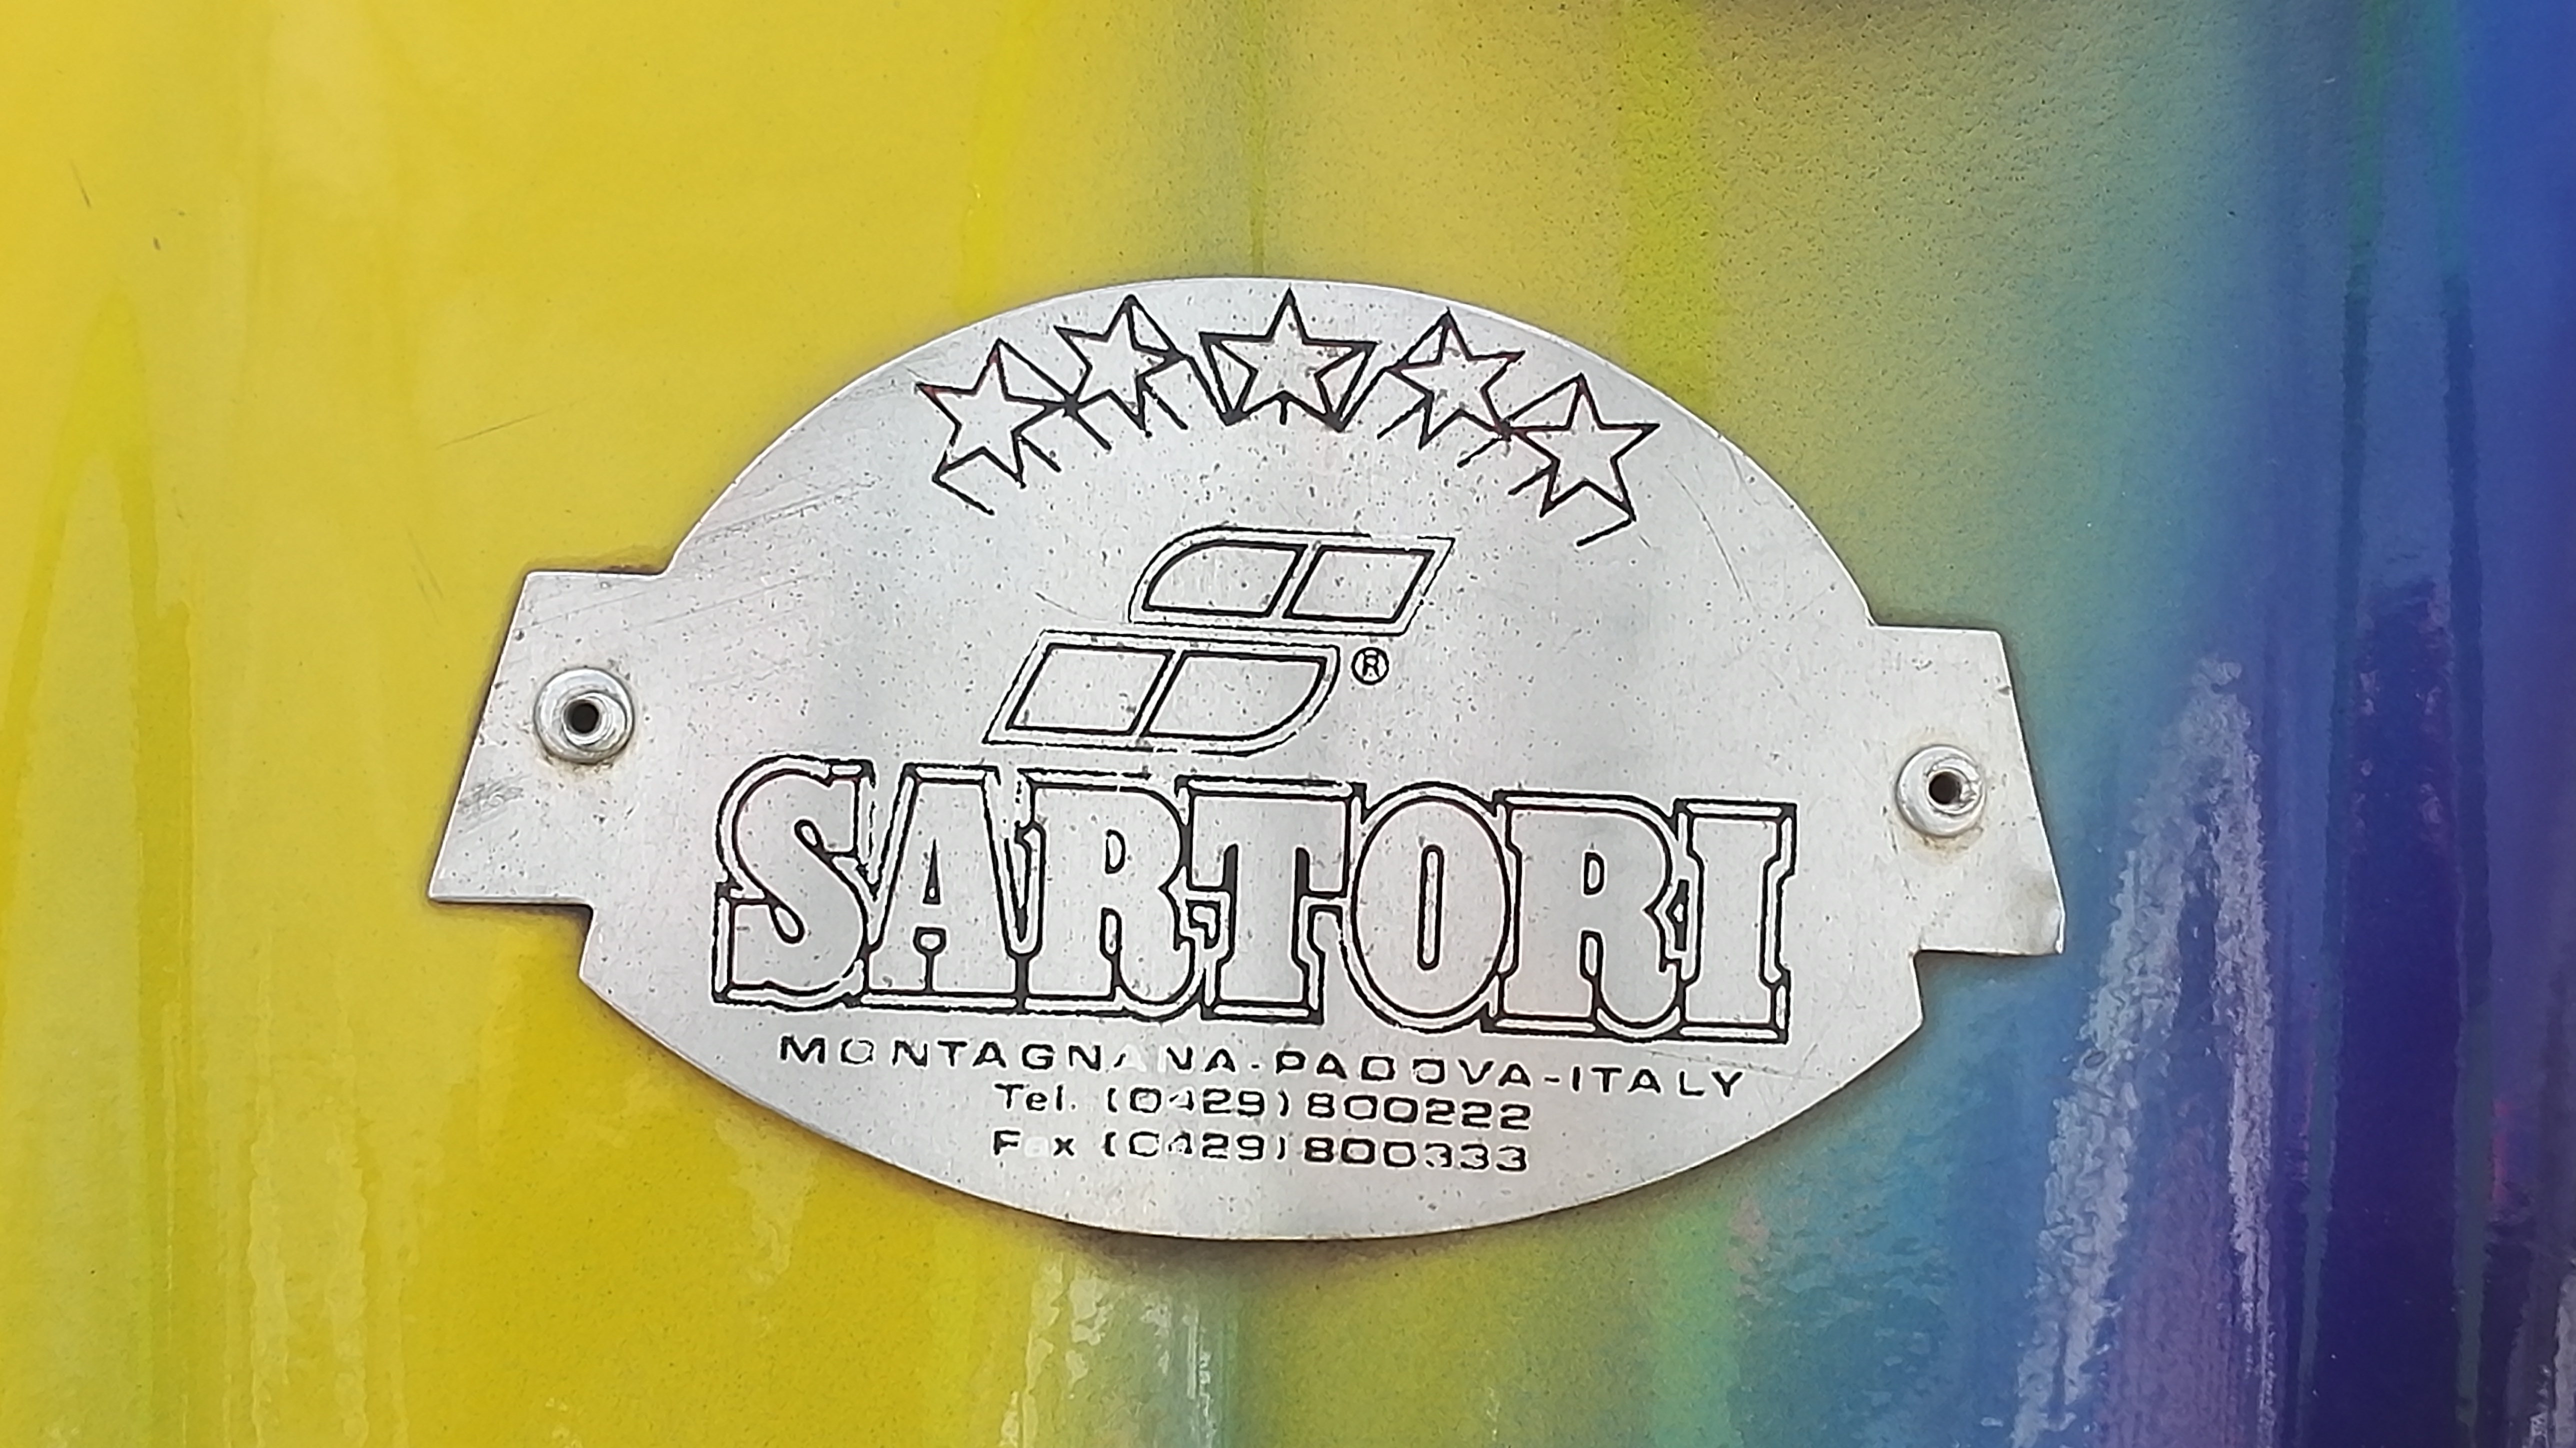 ®
SARTORI
MONTAGNANA-PADOVA-ITALY
Tel. (0429)800222
Fax (0429)800333